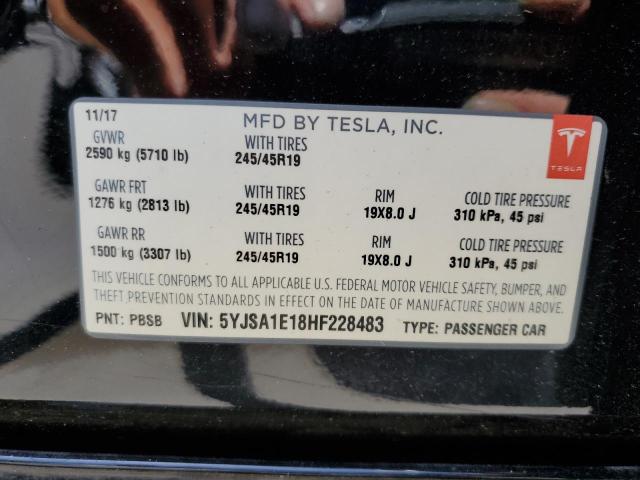 11/17 MFD BY TESLA, INC.
GVWR WITH TIRES
2590 kg (5710 lb) 245/45R19
TESLA
GAWR FRT WITH TIRES RIM COLD TIRE PRESSURE
1276 kg (2813 lb) 245/45R19 19X8.0 J 310 kPa, 45 psi
GAWR RR WITH TIRES RIM COLD TIRE PRESSURE
1500 kg (3307 lb) 245/45R19 19X8.0 J 310 kPa, 45 psi
THIS VEHICLE CONFORMS TO ALL APPLICABLE U.S. FEDERAL MOTOR VEHICLE SAFETY, BUMPER, AND
THEFT PREVENTION STANDARDS IN EFFECT ON THE DATE OF MANUFACTURE SHOWN ABOVE.
PNT: PBSB VIN: 5YJSA1E18HF228483 TYPE: PASSENGER CAR